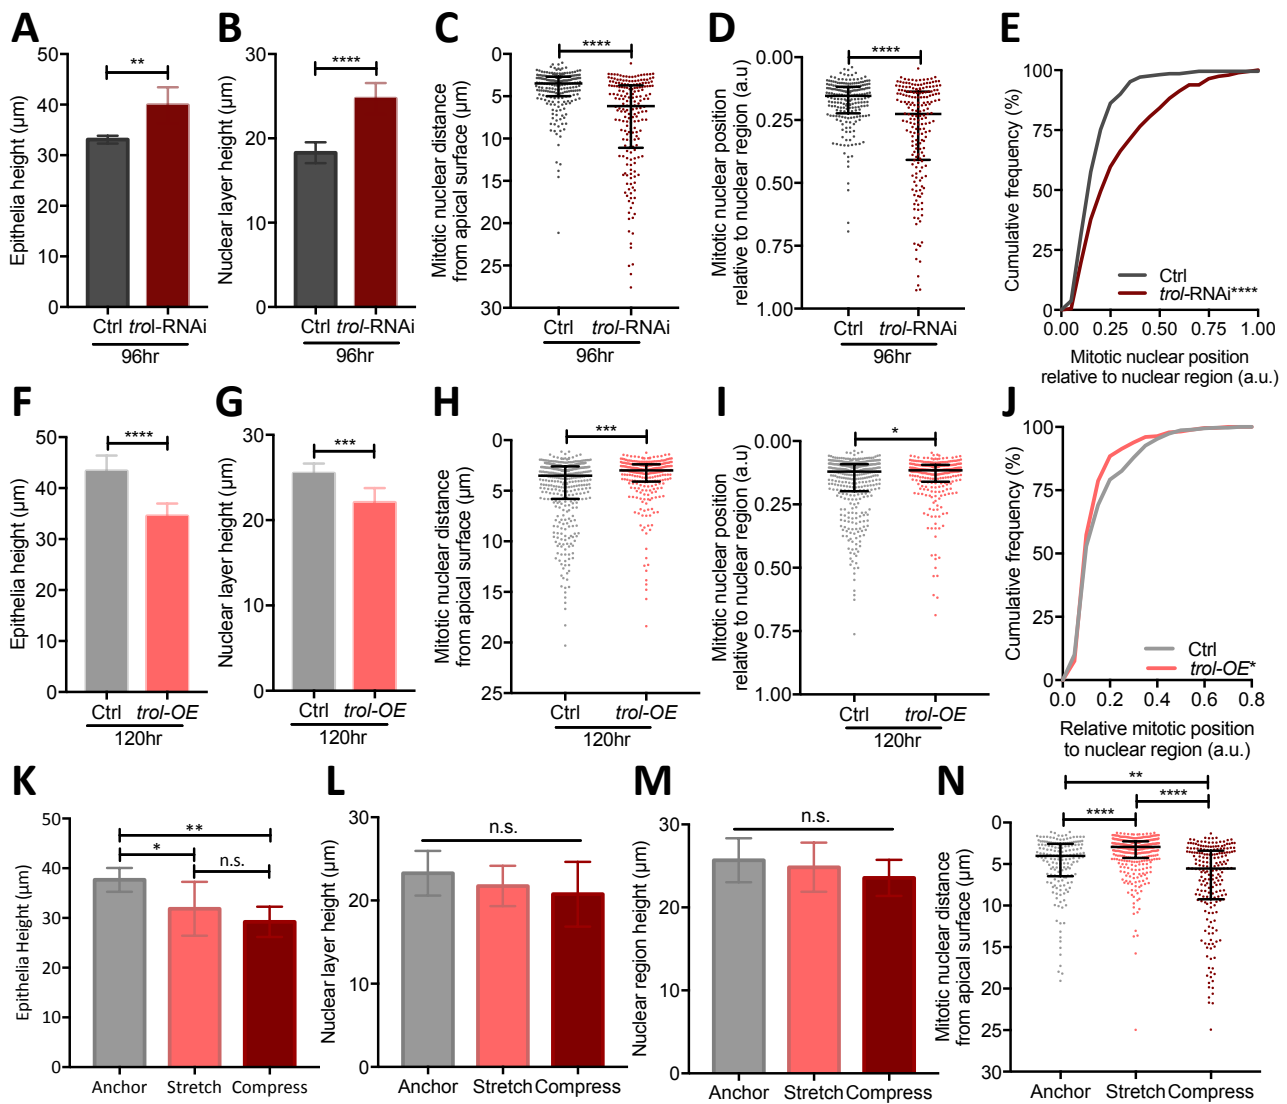 A
Epithelia height (μm)
50
40
30
20
10
0
**
Ctrl trol-RNAi
96hr
B
Nuclear layer height (μm)
30
20
10
0
****
Ctrl trol-RNAi
96hr
C
Mitotic nuclear distance
from apical surface (μm)
0
5
10
15
20
25
30
****
Ctrl trol-RNAi
96hr
D
Mitotic nuclear position
relative to nuclear region (a.u)
0.00
0.25
0.50
0.75
1.00
****
Ctrl trol-RNAi
96hr
E
Cumulative frequency (%)
100
75
50
25
0
Ctrl
trol-RNAi****
0.00 0.25 0.50 0.75 1.00
Mitotic nuclear position
relative to nuclear region (a.u.)
F
Epithelia height (μm)
50
40
30
20
10
0
****
Ctrl trol-OE
120hr
G
Nuclear layer height (μm)
30
20
10
0
***
Ctrl trol-OE
120hr
H
Mitotic nuclear distance
from apical surface (μm)
0
5
10
15
20
25
***
Ctrl trol-OE
120hr
I
Mitotic nuclear position
relative to nuclear region (a.u)
0.00
0.25
0.50
0.75
1.00
*
Ctrl trol-OE
120hr
J
Cumulative frequency (%)
100
75
50
25
0
Ctrl
trol-OE*
0.0 0.2 0.4 0.6 0.8
Relative mitotic position
to nuclear region (a.u.)
K
Epithelia Height (μm)
50
40
30
20
10
0
**
*
n.s.
Anchor Stretch Compress
L
Nuclear layer height (μm)
30
20
10
0
n.s.
Anchor Stretch Compress
M
Nuclear region height (μm)
30
20
10
0
n.s.
Anchor Stretch Compress
N
Mitotic nuclear distance
from apical surface (μm)
0
5
10
15
20
25
30
**
****
****
Anchor Stretch Compress